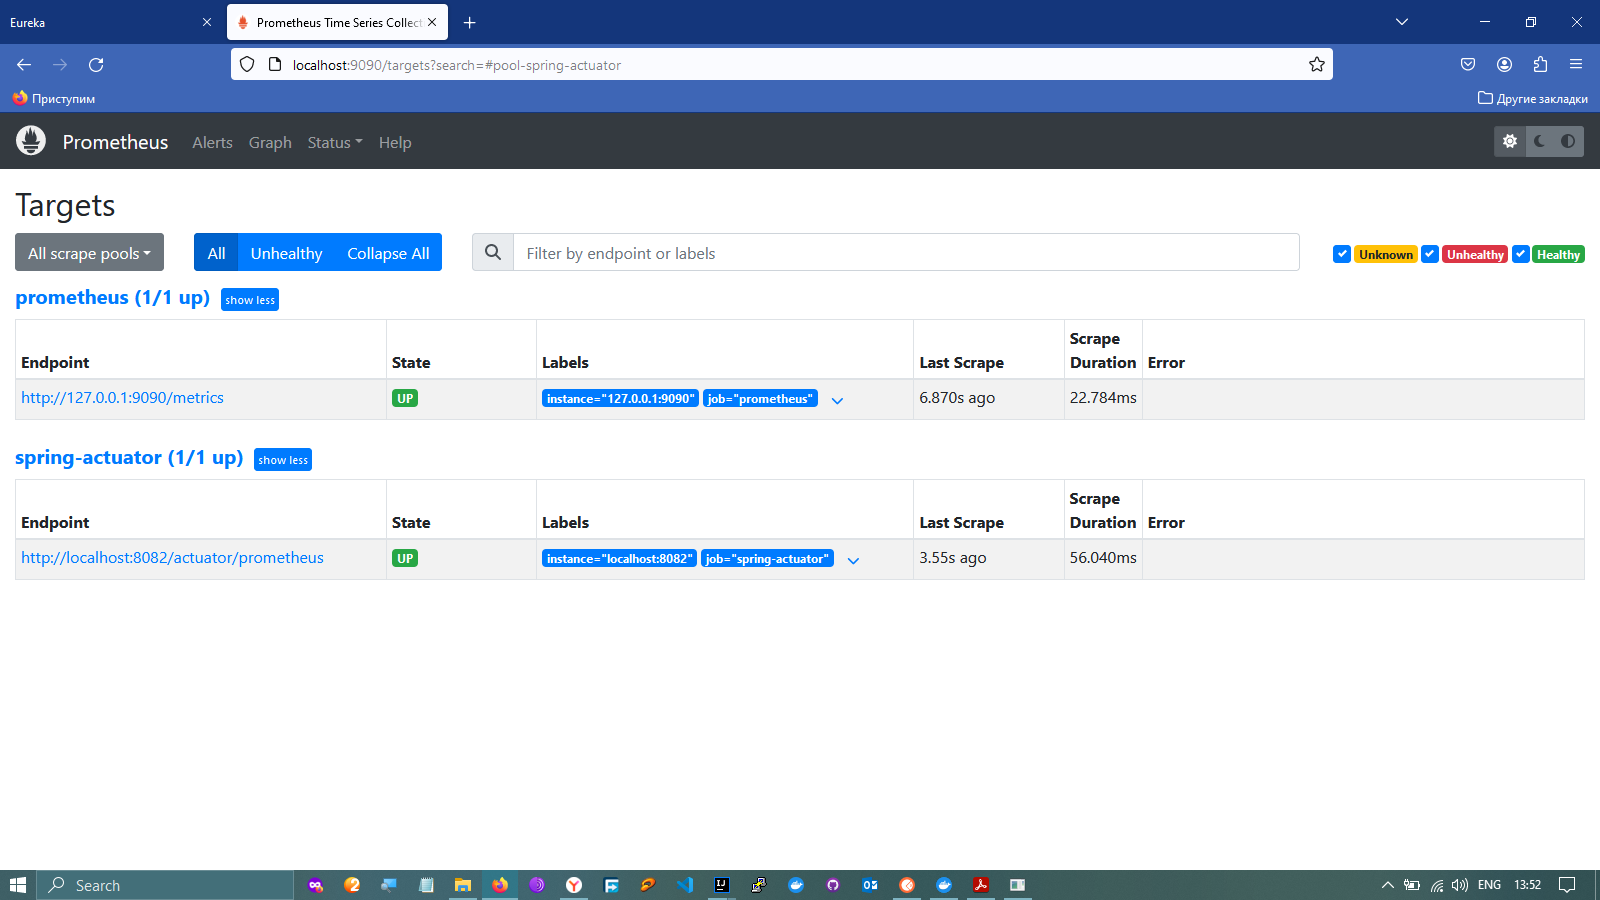 Eureka
Prometheus Time Series Collect
localhost:9090/targets?search=#pool-spring-actuator
Приступим
Другие закладки
Prometheus Alerts Graph Status Help
Targets
All scrape pools All Unhealthy Collapse All Filter by endpoint or labels Unknown Unhealthy Healthy
prometheus (1/1 up) show less
Endpoint State Labels Last Scrape Scrape Duration Error
http://127.0.0.1:9090/metrics UP instance="127.0.0.1:9090" job="prometheus" 6.870s ago 22.784ms
spring-actuator (1/1 up) show less
Endpoint State Labels Last Scrape Scrape Duration Error
http://localhost:8082/actuator/prometheus UP instance="localhost:8082" job="spring-actuator" 3.55s ago 56.040ms
Search ENG 13:52